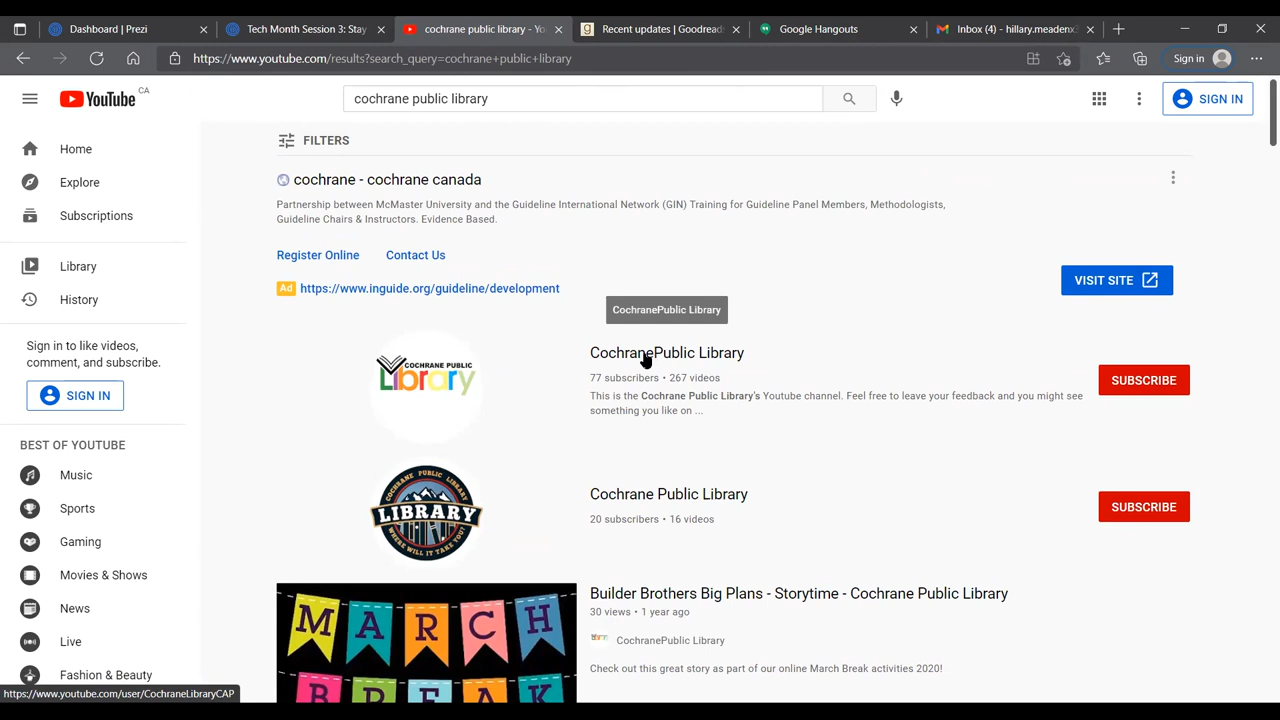 Dashboard | Prezi
Tech Month Session 3: Stay
cochrane public library - Yo
Recent updates | Goodreads
Google Hangouts
Inbox (4) - hillary.meadenx
https://www.youtube.com/results?search_query=cochrane+public+library
Sign in
YouTube CA
cochrane public library
SIGN IN
Home
Explore
Subscriptions
Library
History
Sign in to like videos,
comment, and subscribe.
SIGN IN
BEST OF YOUTUBE
Music
Sports
Gaming
Movies & Shows
News
Live
Fashion & Beauty
https://www.youtube.com/user/CochraneLibraryCAP
FILTERS
cochrane - cochrane canada
Partnership between McMaster University and the Guideline International Network (GIN) Training for Guideline Panel Members, Methodologists,
Guideline Chairs & Instructors. Evidence Based.
Register Online Contact Us
Ad https://www.inguide.org/guideline/development
VISIT SITE
CochranePublic Library
COCHRANE PUBLIC
Library
CochranePublic Library
77 subscribers • 267 videos
This is the Cochrane Public Library's Youtube channel. Feel free to leave your feedback and you might see
something you like on ...
SUBSCRIBE
COCHRANE PUBLIC LIBRARY
LIBRARY
WHERE WILL IT TAKE YOU?
Cochrane Public Library
20 subscribers • 16 videos
SUBSCRIBE
MARCH
BREAK
Builder Brothers Big Plans - Storytime - Cochrane Public Library
30 views • 1 year ago
CochranePublic Library
Check out this great story as part of our online March Break activities 2020!